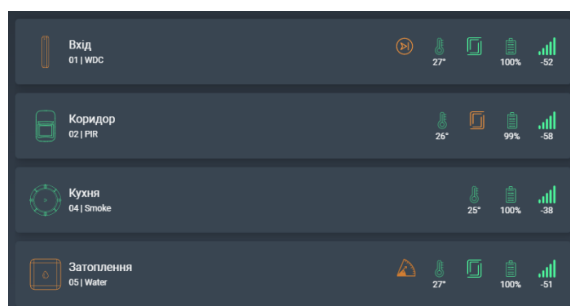 Вхід
01 | WDC
27°
100%
-52
Коридор
02 | PIR
26°
99%
-58
Кухня
04 | Smoke
25°
100%
-38
Затоплення
05 | Water
27°
100%
-51